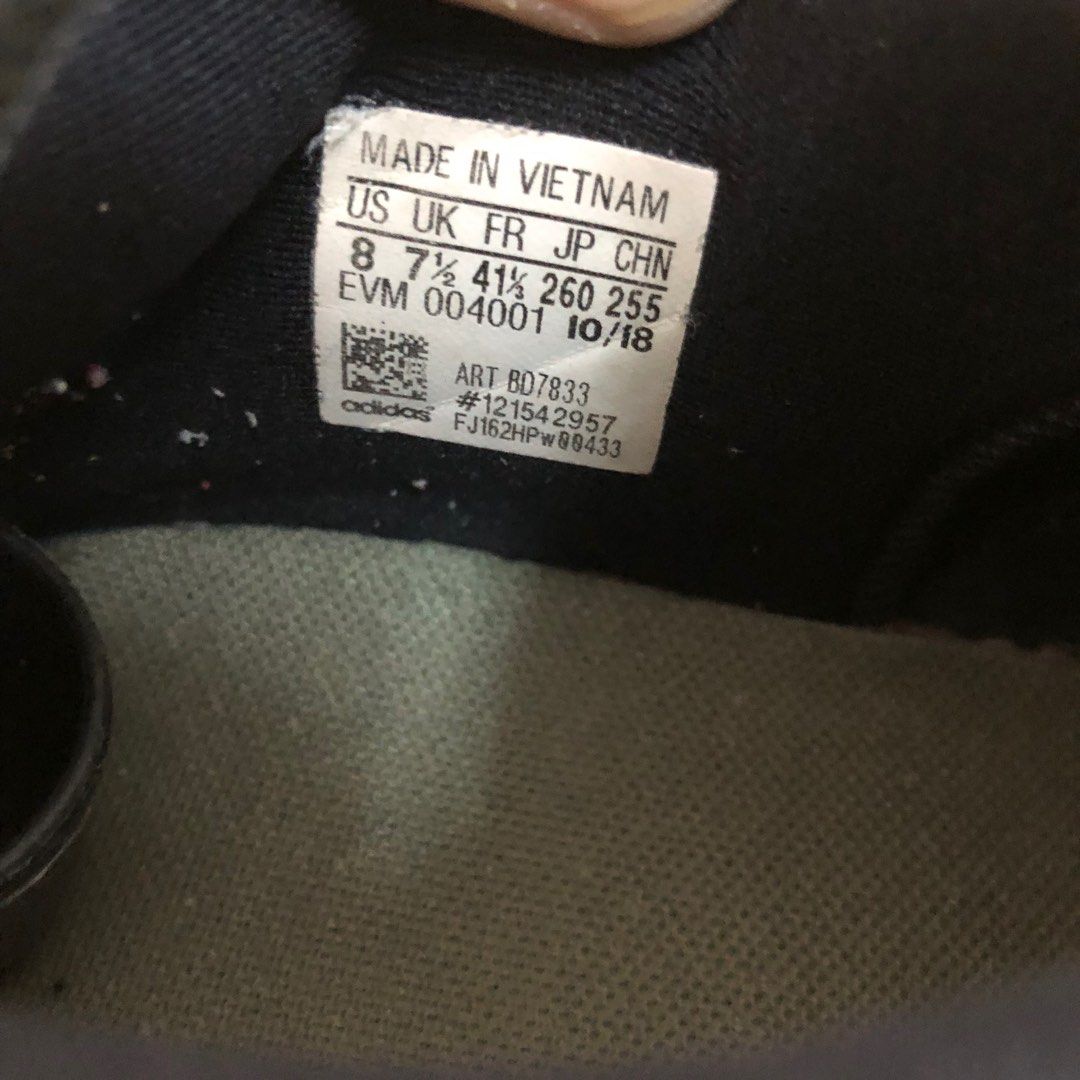 MADE IN VIETNAM
US UK FR JP CHN
8 7½ 41⅓ 260 255
EVM 004001 10/18
ART BD7833
#121542957
FJ162HPw00433
adidas